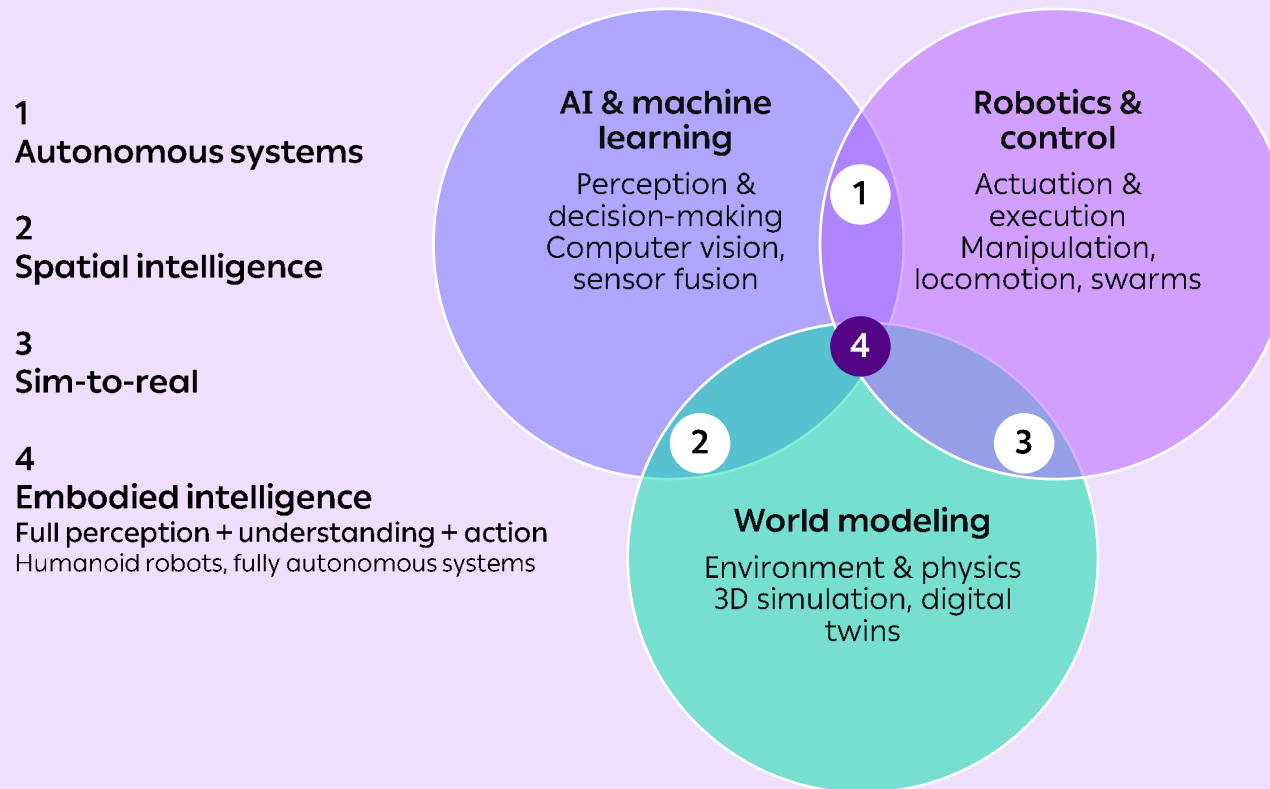 1
Autonomous systems
2
Spatial intelligence
3
Sim-to-real
4
Embodied intelligence
Full perception + understanding + action
Humanoid robots, fully autonomous systems
AI & machine
learning
Perception &
decision-making
Computer vision,
sensor fusion
Robotics &
control
Actuation &
execution
Manipulation,
locomotion, swarms
1
4
2
3
World modeling
Environment & physics
3D simulation, digital
twins